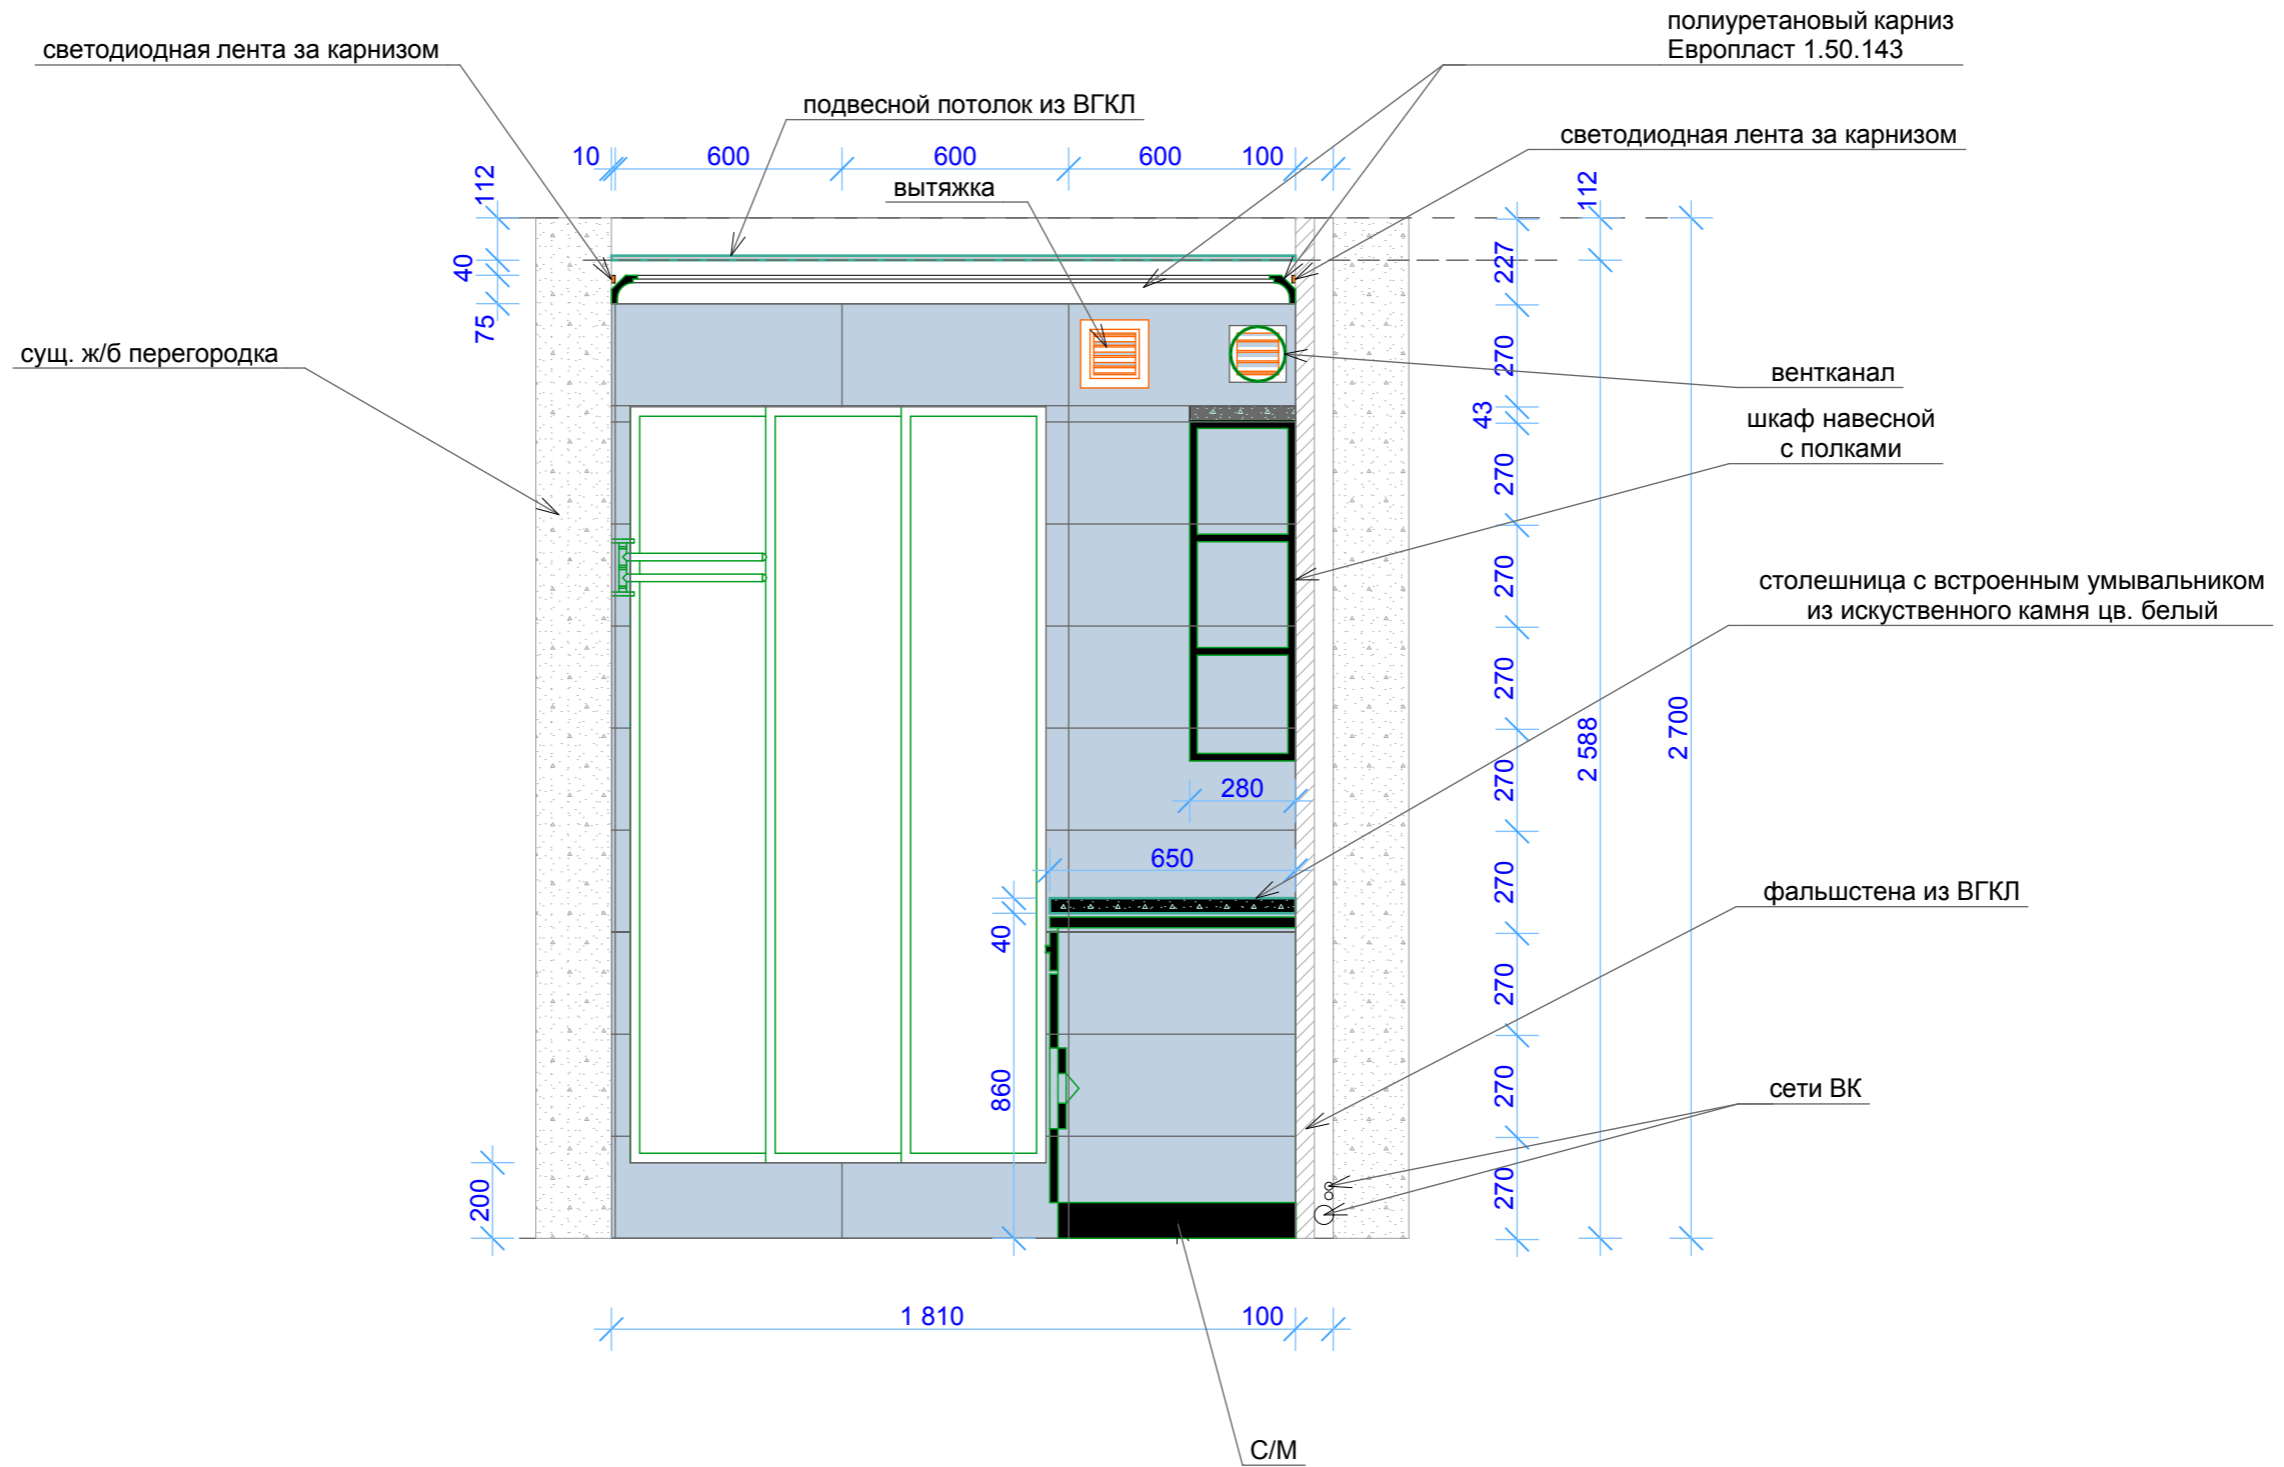 полиуретановый карниз
Европласт 1.50.143
светодиодная лента за карнизом
подвесной потолок из ВГКЛ
светодиодная лента за карнизом
10
600
600
600
100
вытяжка
112
112
40
227
75
сущ. ж/б перегородка
270
вентканал
43
шкаф навесной
с полками
270
270
столешница с встроенным умывальником
из искуственного камня цв. белый
270
2 588
2 700
270
280
650
270
фальшстена из ВГКЛ
40
270
860
270
сети ВК
200
270
1 810
100
С/М